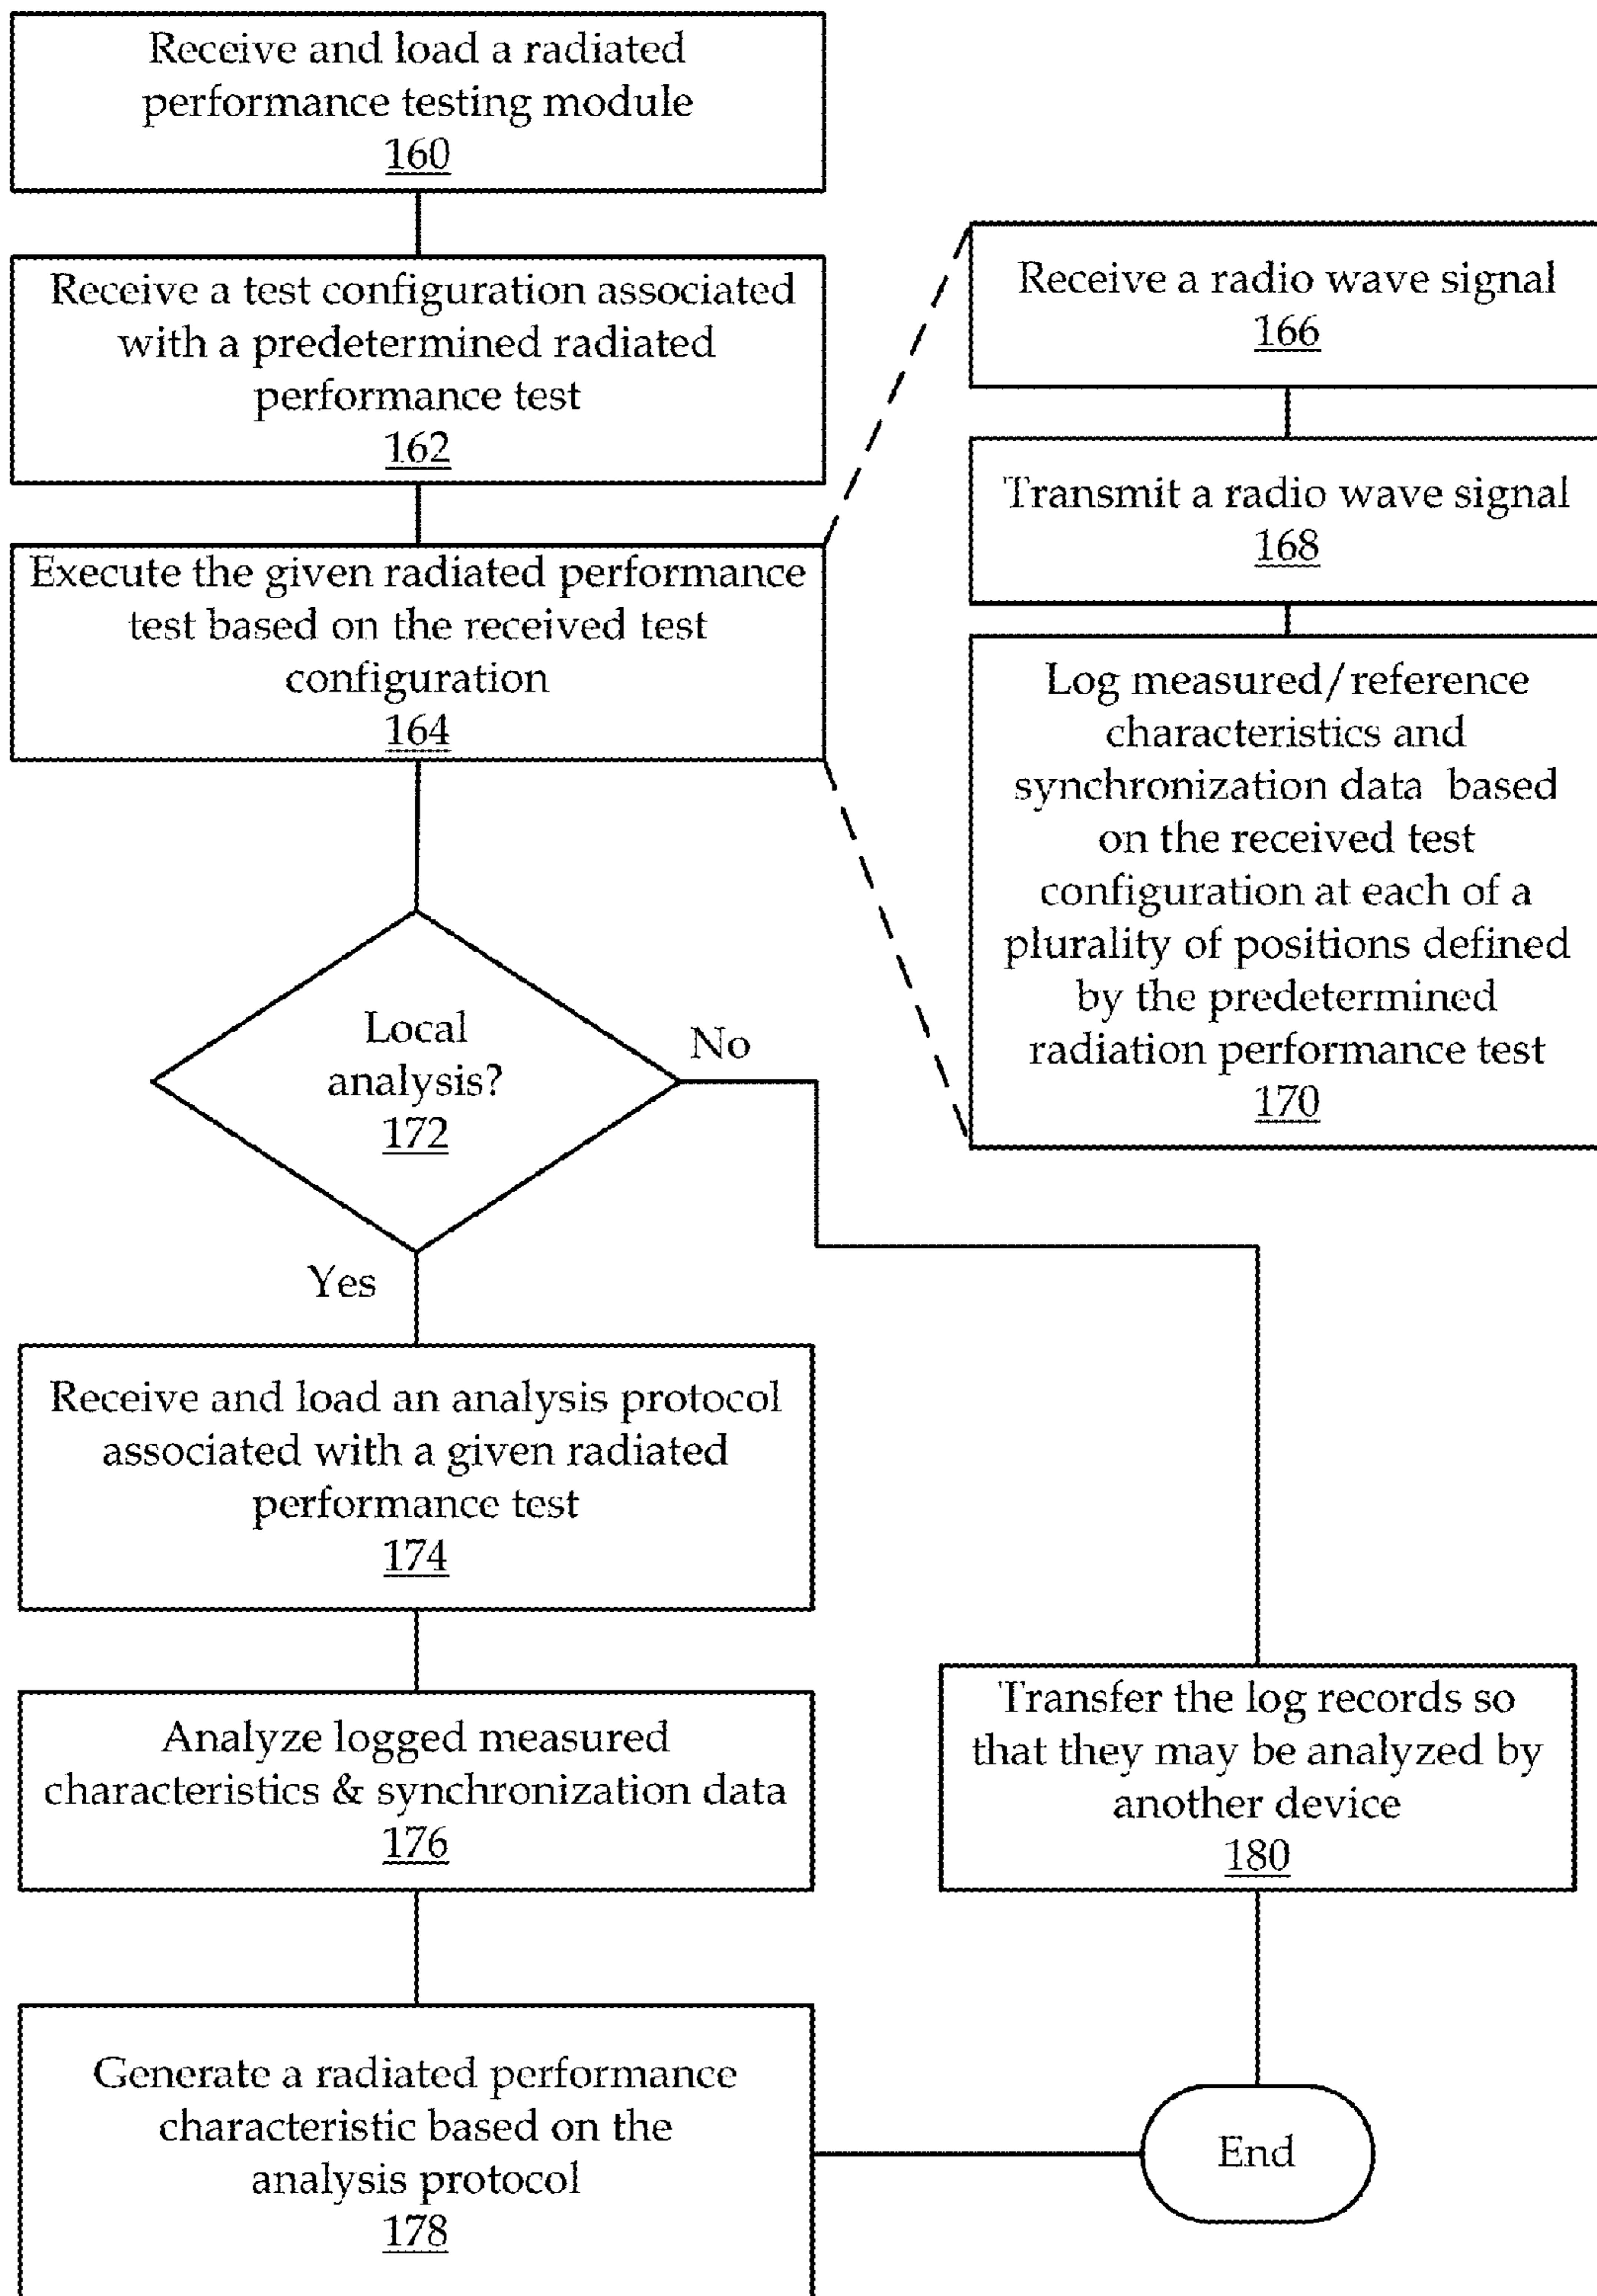 Receive and load a radiated
performance testing module
160
Receive a test configuration associated
with a predetermined radiated
performance test
162
Execute the given radiated performance
test based on the received test
configuration
164
Receive a radio wave signal
166
Transmit a radio wave signal
168
Log measured/reference
characteristics and
synchronization data based
on the received test
configuration at each of a
plurality of positions defined
by the predetermined
radiation performance test
170
Local
analysis?
172
No
Yes
Receive and load an analysis protocol
associated with a given radiated
performance test
174
Analyze logged measured
characteristics & synchronization data
176
Generate a radiated performance
characteristic based on the
analysis protocol
178
Transfer the log records so
that they may be analyzed by
another device
180
End